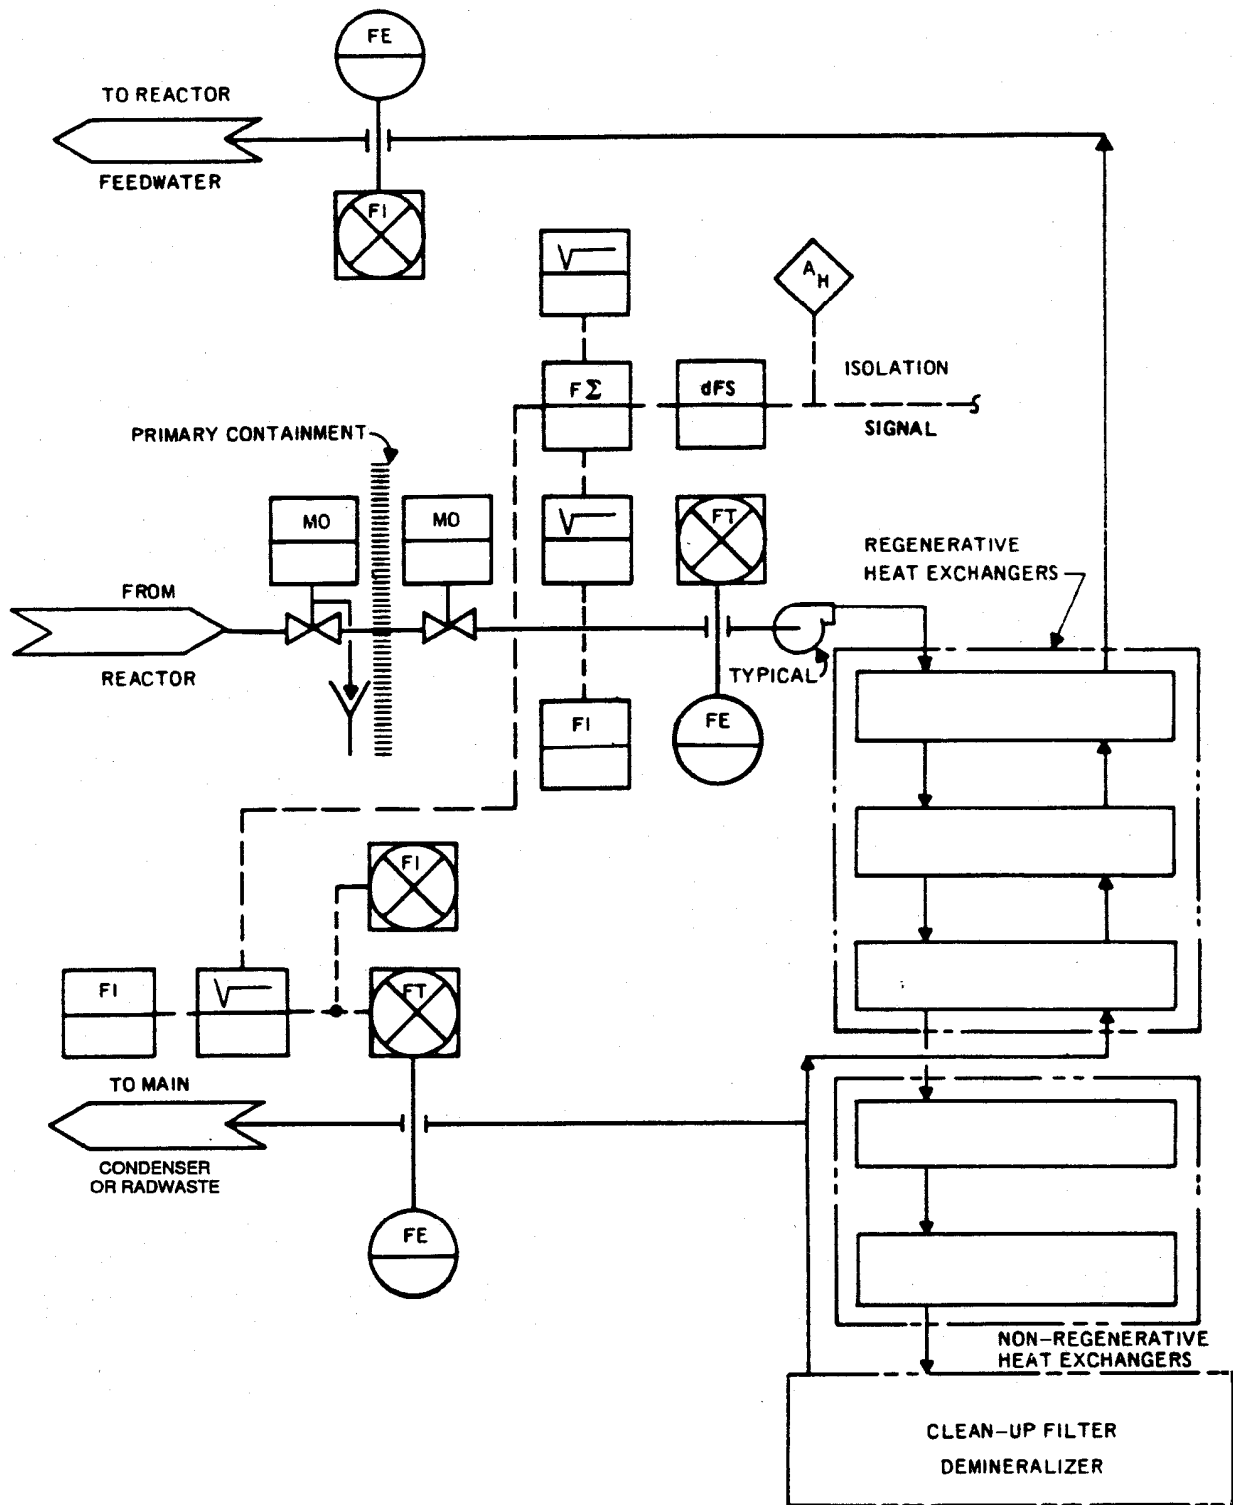 FE
TO REACTOR
FEEDWATER
FI
√
A H
FΣ
dFS
ISOLATION
SIGNAL
PRIMARY CONTAINMENT
MO
MO
√
FT
REGENERATIVE
HEAT EXCHANGERS
FROM
REACTOR
TYPICAL
FI
FE
FI
FI
√
FT
TO MAIN
CONDENSER
OR RADWASTE
FE
NON-REGENERATIVE
HEAT EXCHANGERS
CLEAN-UP FILTER
DEMINERALIZER